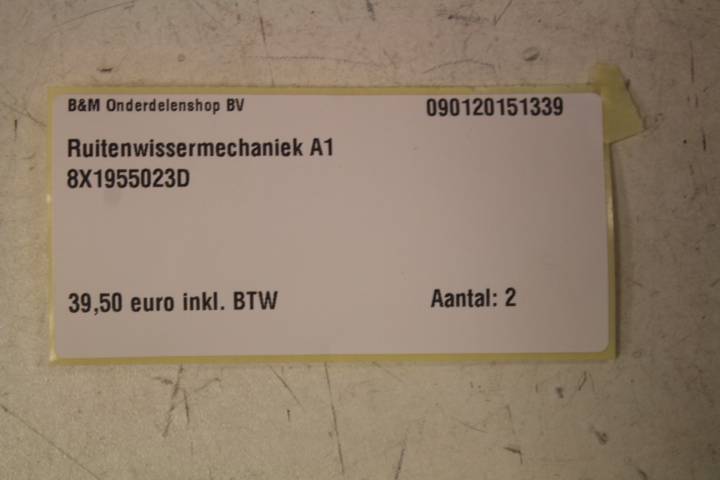 B&M Onderdelenshop BV 090120151339
Ruitenwissermechaniek A1
8X1955023D
39,50 euro inkl. BTW Aantal: 2